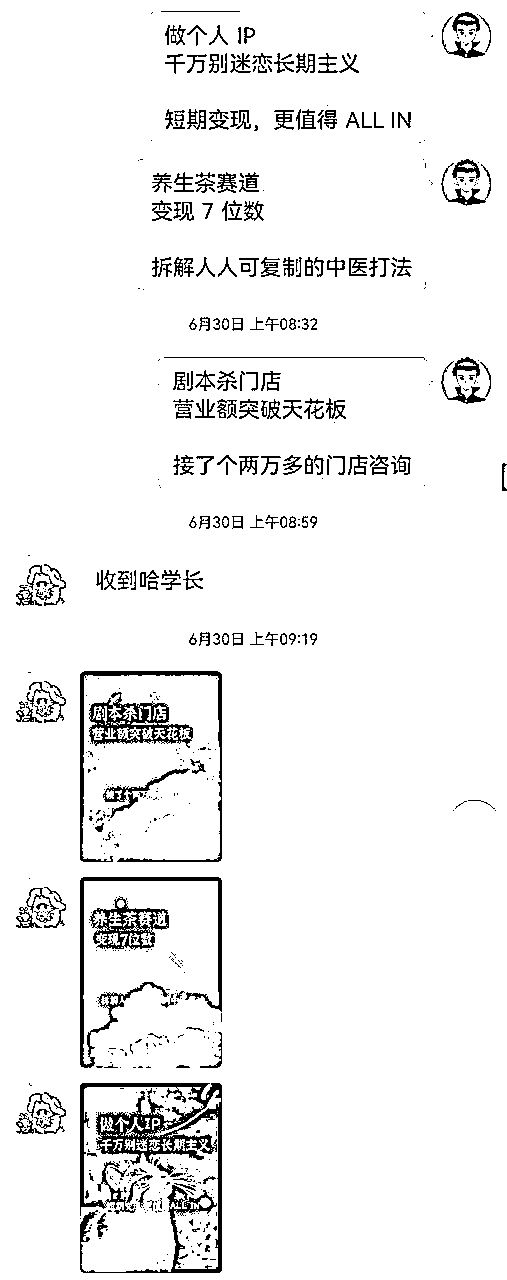 做个人 IP
千万别迷恋长期主义
短期变现，更值得 ALL IN
养生茶赛道
变现 7 位数
拆解人人可复制的中医打法
6月30日 上午08:32
剧本杀门店
营业额突破天花板
接了个两万多的门店咨询
6月30日 上午08:59
收到哈学长
6月30日 上午09:19
剧本杀门店
营业额突破天花板
养生茶赛道
变现7位数
做个人IP
千万别迷恋长期主义
ALL IN